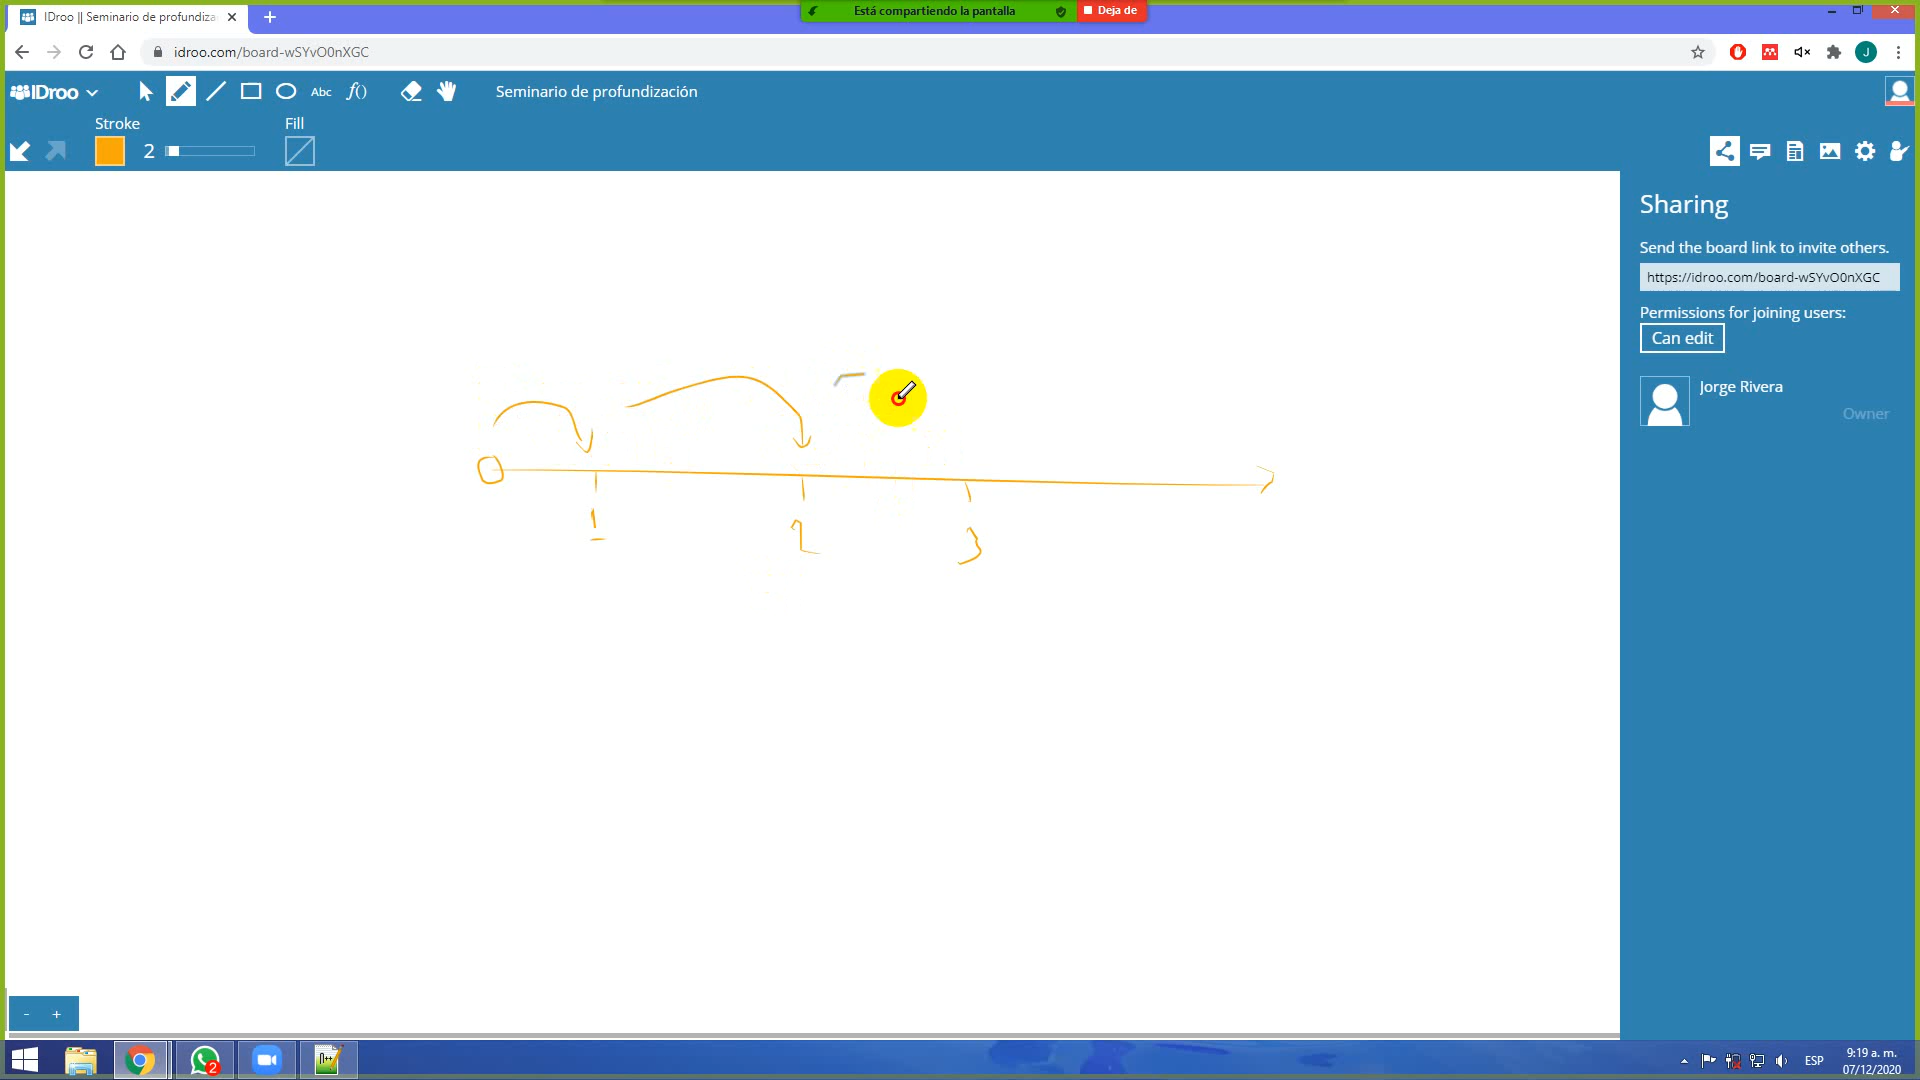 IDroo || Seminario de profundiza
Está compartiendo la pantalla
Deja de
idroo.com/board-wSYvO0nXGC
J
IDroo
Abc
f()
Seminario de profundización
Stroke
Fill
2
Sharing
Send the board link to invite others.
https://idroo.com/board-wSYvO0nXGC
Permissions for joining users:
Can edit
Jorge Rivera
Owner
1
2
3
- +
2
ESP
9:19 a. m.
07/12/2020